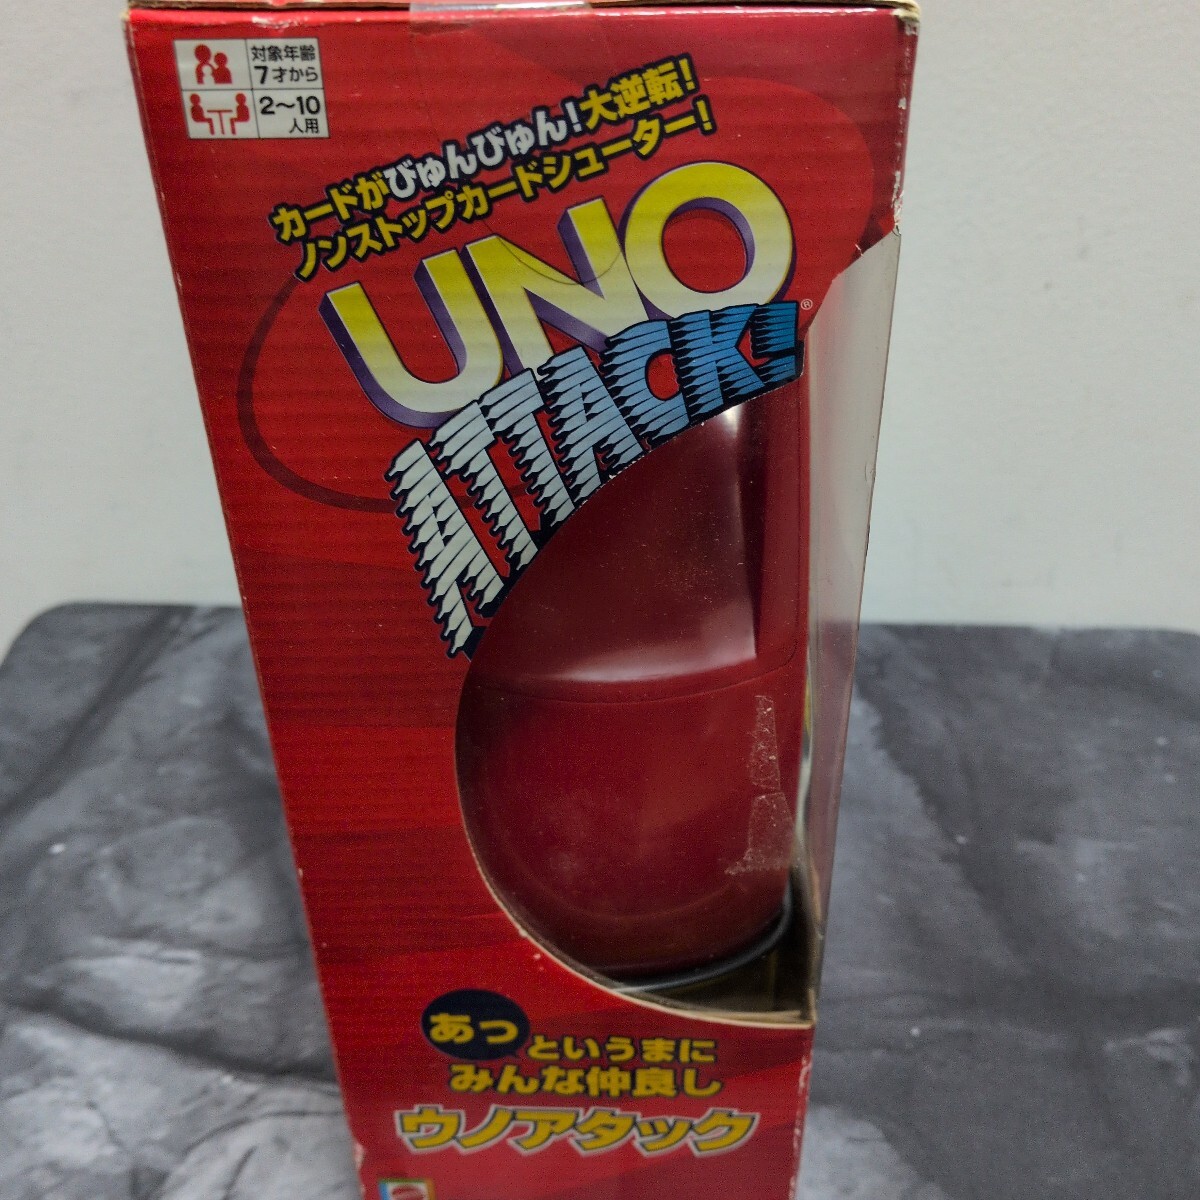 対象年齢
7才から
2〜10
人用
カードがびゅんびゅん！大逆転！
ノンストップカードシューター！
UNO
ATTACK!
®
あっ
というまに
みんな仲良し
ウノアタック